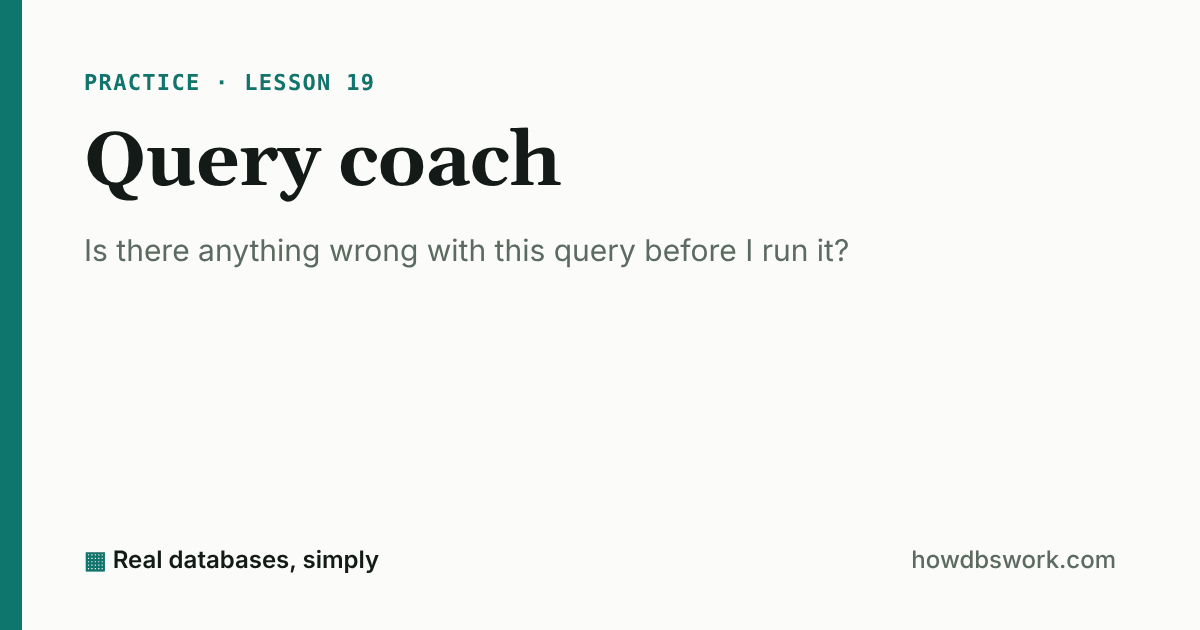 PRACTICE · LESSON 19
Query coach
Is there anything wrong with this query before I run it?
▦ Real databases, simply
howdbswork.com